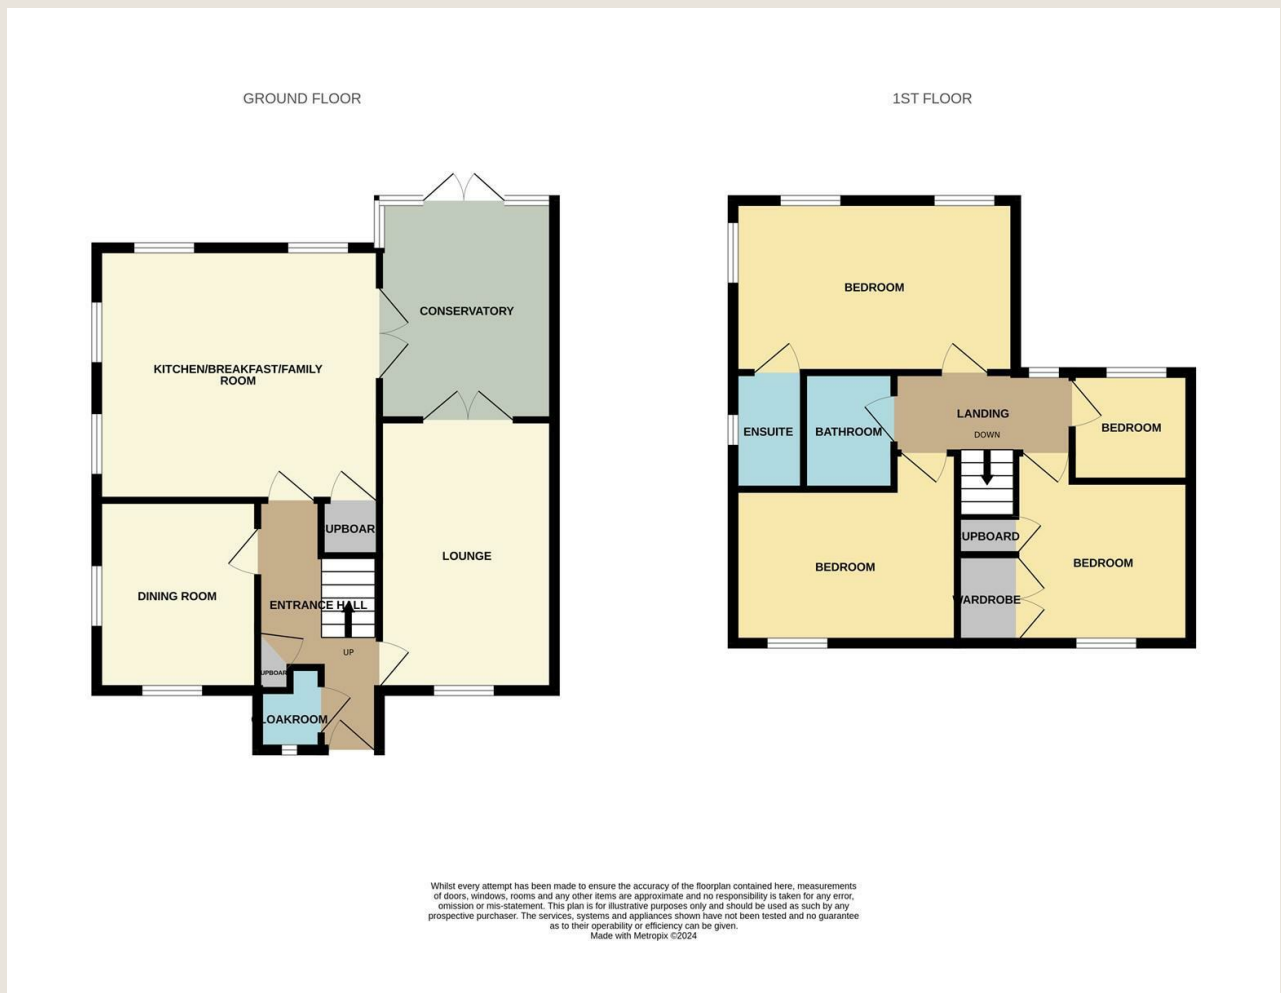 GROUND FLOOR
1ST FLOOR
CONSERVATORY
KITCHEN/BREAKFAST/FAMILY
ROOM
UPBOAR
LOUNGE
DINING ROOM
ENTRANCE HALL
UP
UPBOAR
LOAKROOM
BEDROOM
LANDING
DOWN
ENSUITE
BATHROOM
BEDROOM
UPBOARD
BEDROOM
BEDROOM
WARDROBE
Whilst every attempt has been made to ensure the accuracy of the floorplan contained here, measurements
of doors, windows, rooms and any other items are approximate and no responsibility is taken for any error,
omission or mis-statement. This plan is for illustrative purposes only and should be used as such by any
prospective purchaser. The services, systems and appliances shown have not been tested and no guarantee
as to their operability or efficiency can be given.
Made with Metropix ©2024